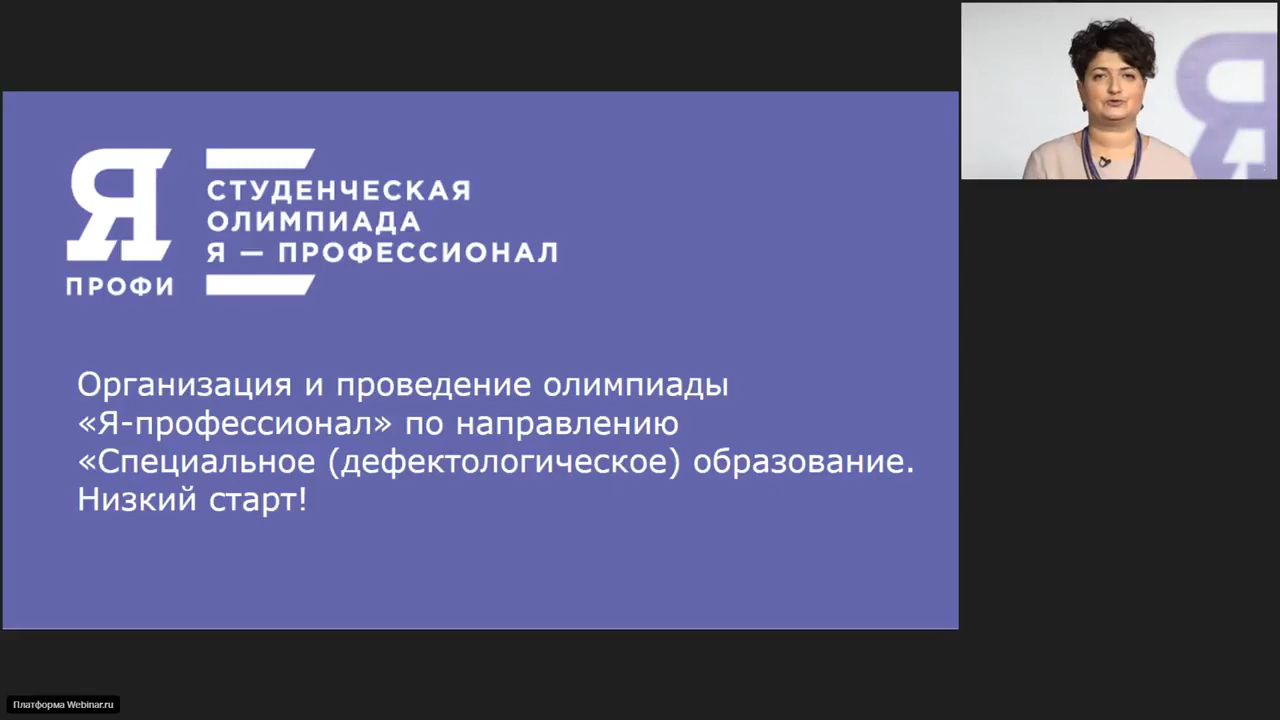 Я
ПРОФИ
СТУДЕНЧЕСКАЯ
ОЛИМПИАДА
Я — ПРОФЕССИОНАЛ
Организация и проведение олимпиады
«Я-профессионал» по направлению
«Специальное (дефектологическое) образование.
Низкий старт!
Я
Платформа Webinar.ru